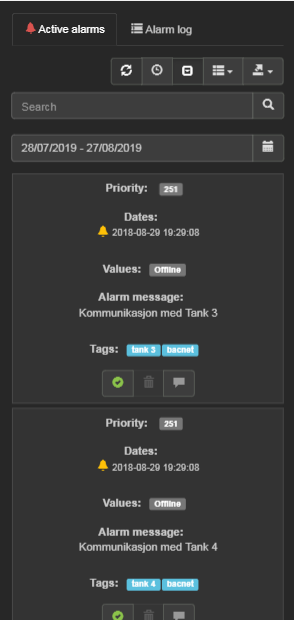 Active alarms
Alarm log
Search
28/07/2019 - 27/08/2019
Priority: 251
Dates:
2018-08-29 19:29:08
Values: Offline
Alarm message:
Kommunikasjon med Tank 3
Tags: tank 3 bacnet
Priority: 251
Dates:
2018-08-29 19:29:08
Values: Offline
Alarm message:
Kommunikasjon med Tank 4
Tags: tank 4 bacnet